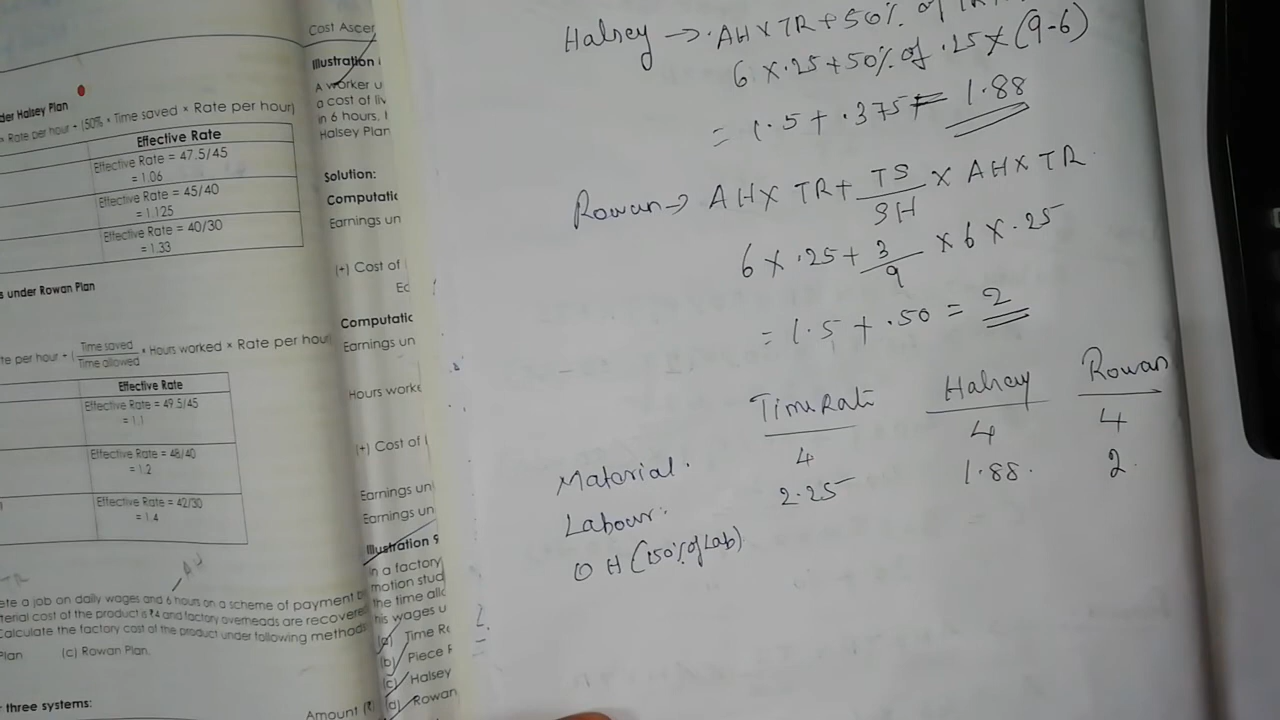 Cost Ascer
Illustration
A worker u
a cost of liv
in 6 hours,
Halsey Plan
Solution:
Computatic
Earnings un
(+) Cost of
Computatic
Earnings un
Hours worke
(+) Cost of
Earnings un
Earnings un
Illustration 9
in a factory
motion stud
the time allo
his wages u
(a) Time Ra
(b) Piece R
(c) Halsey
Rowan
der Halsey Plan
× Rate per hour + (50% × Time saved × Rate per hour)
Effective Rate
Effective Rate = 47.5/45
= 1.06
Effective Rate = 45/40
= 1.125
Effective Rate = 40/30
= 1.33
s under Rowan Plan
te per hour + (Time saved/Time allowed × Hours worked × Rate per hour
Effective Rate
Effective Rate = 49.5/45
= 1.1
Effective Rate = 48/40
= 1.2
Effective Rate = 42/30
= 1.4
ete a job on daily wages and 6 hours on a scheme of payment
terial cost of the product is ₹4 and factory overheads are recovere
Calculate the factory cost of the product under following method
Plan (c) Rowan Plan.
three systems:
Amount (₹
Halsey → AH X TR + 50% of
6 X .25 + 50% of .25 X (9-6)
= 1.5 + .375 = 1.88
Rowan → AH X TR + TS/SH X AH X TR
6 X .25 + 3/9 X 6 X .25
= 1.5 + .50 = 2
Time Rate Halsey Rowan
Material. 4 4 4
Labour. 2.25 1.88. 2.
OH (150% of Lab)